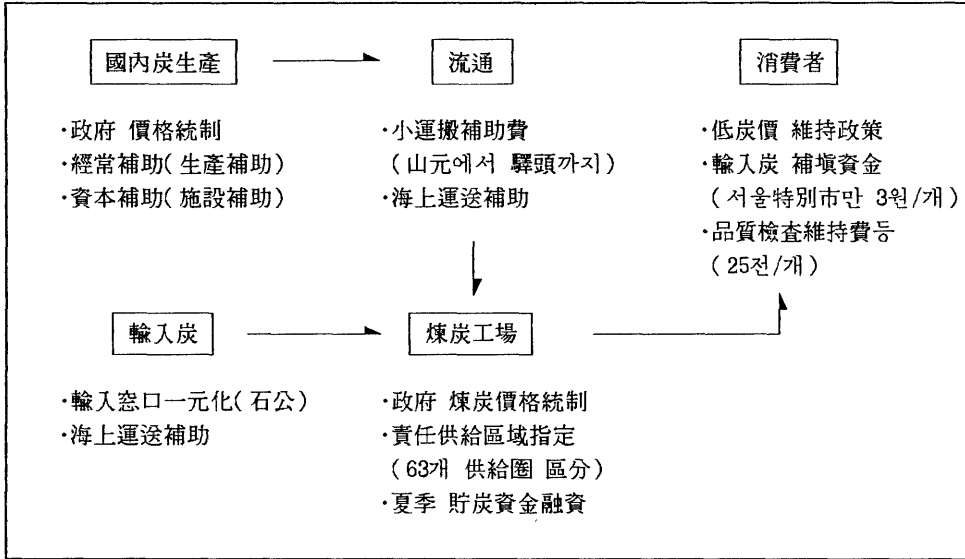 國內炭生產
·政府 價格統制
·經常補助(生產補助)
·資本補助(施設補助)
流通
·小運搬補助費
(山元에서 驛頭까지)
·海上運送補助
消費者
·低炭價 維持政策
·輸入炭 補塡資金
(서울特別市만 3원/개)
·品質檢査維持費등
(25전/개)
輸入炭
·輸入窓口一元化(石公)
·海上運送補助
煉炭工場
·政府 煉炭價格統制
·責任供給區域指定
(63개 供給圈 區分)
·夏季 貯炭資金融資